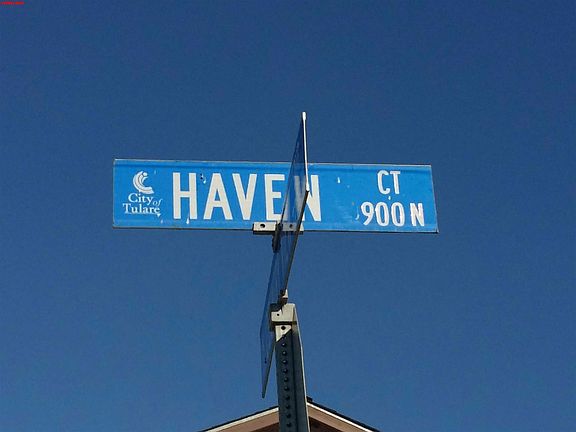 City of Tulare
HAVEN CT
900 N